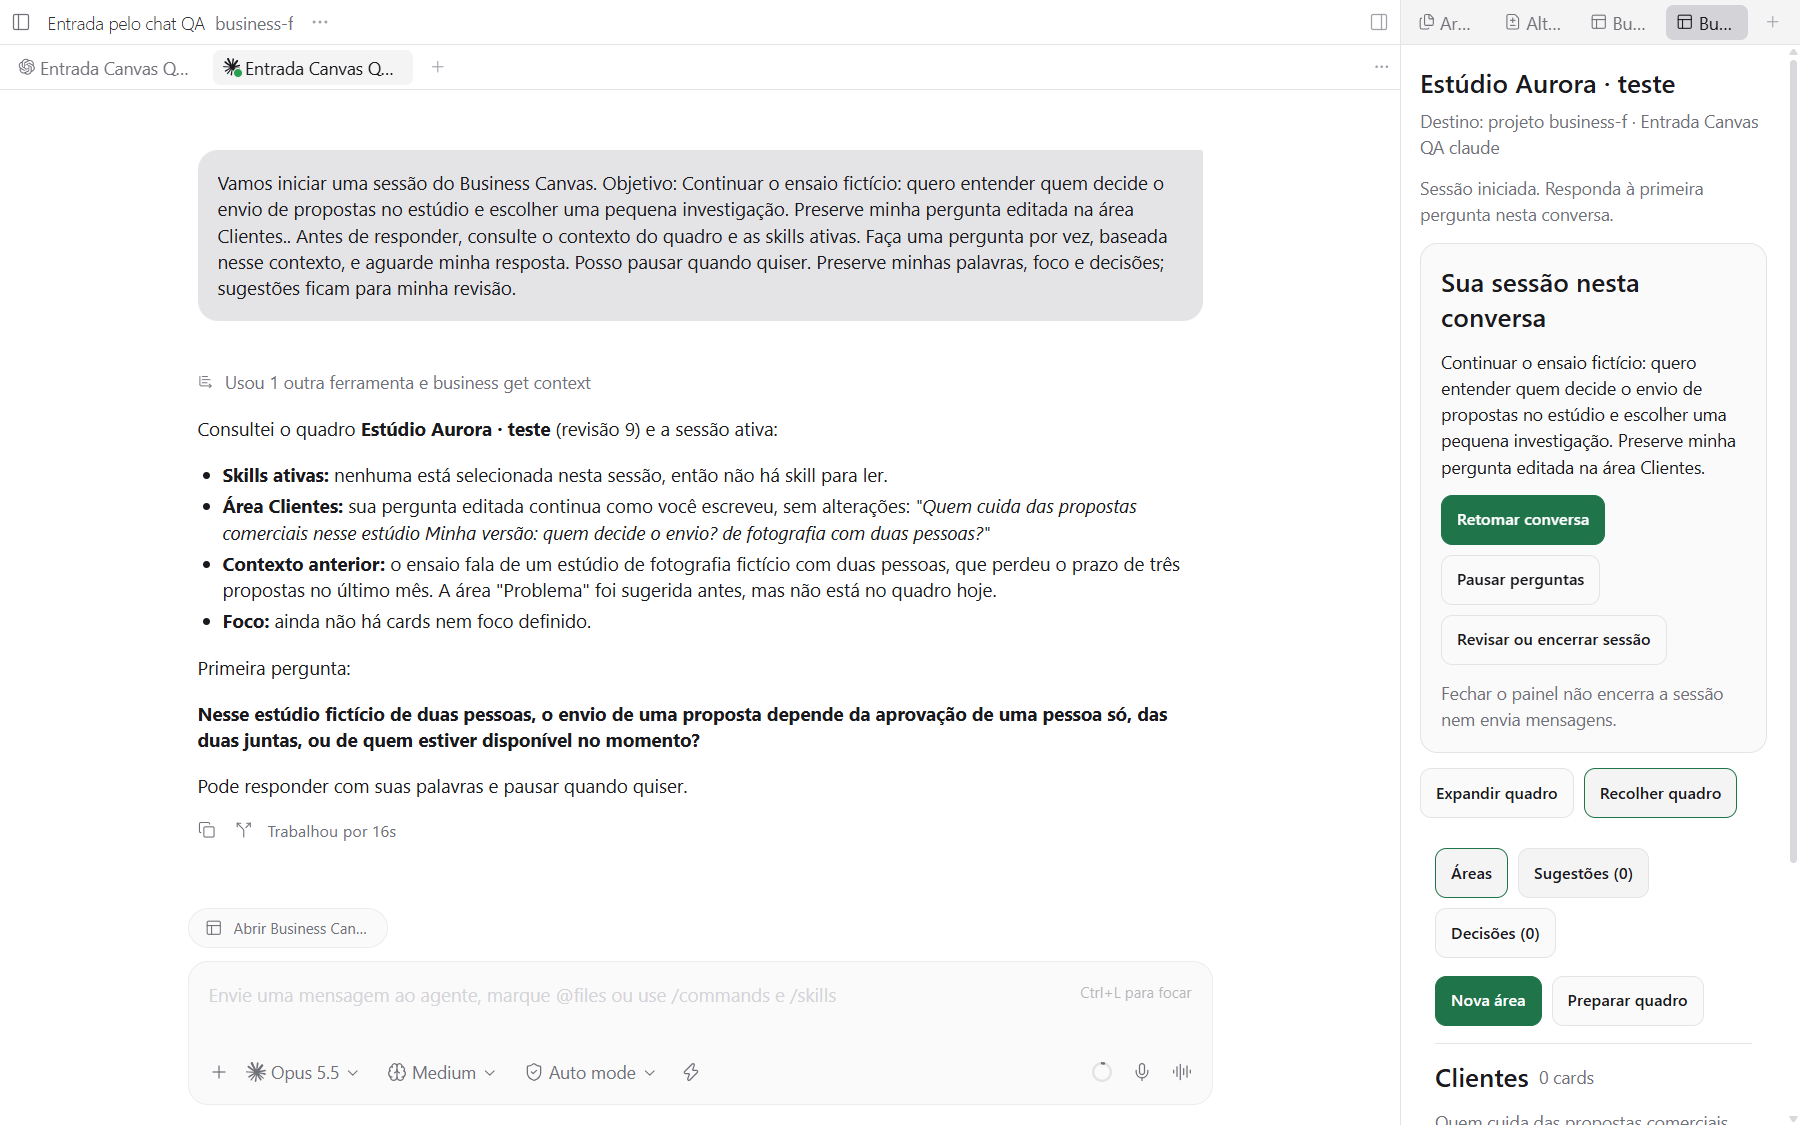 Entrada pelo chat QA business-f ···
Ar...
Alt...
Bu...
Bu...
Entrada Canvas Q...
Entrada Canvas Q...
Vamos iniciar uma sessão do Business Canvas. Objetivo: Continuar o ensaio fictício: quero entender quem decide o
envio de propostas no estúdio e escolher uma pequena investigação. Preserve minha pergunta editada na área
Clientes.. Antes de responder, consulte o contexto do quadro e as skills ativas. Faça uma pergunta por vez, baseada
nesse contexto, e aguarde minha resposta. Posso pausar quando quiser. Preserve minhas palavras, foco e decisões;
sugestões ficam para minha revisão.
Usou 1 outra ferramenta e business get context
Consultei o quadro Estúdio Aurora · teste (revisão 9) e a sessão ativa:
• Skills ativas: nenhuma está selecionada nesta sessão, então não há skill para ler.
• Área Clientes: sua pergunta editada continua como você escreveu, sem alterações: "Quem cuida das propostas
comerciais nesse estúdio Minha versão: quem decide o envio? de fotografia com duas pessoas?"
• Contexto anterior: o ensaio fala de um estúdio de fotografia fictício com duas pessoas, que perdeu o prazo de três
propostas no último mês. A área "Problema" foi sugerida antes, mas não está no quadro hoje.
• Foco: ainda não há cards nem foco definido.
Primeira pergunta:
Nesse estúdio fictício de duas pessoas, o envio de uma proposta depende da aprovação de uma pessoa só, das
duas juntas, ou de quem estiver disponível no momento?
Pode responder com suas palavras e pausar quando quiser.
Trabalhou por 16s
Abrir Business Can...
Envie uma mensagem ao agente, marque @files ou use /commands e /skills
Ctrl+L para focar
Opus 5.5
Medium
Auto mode
Estúdio Aurora · teste
Destino: projeto business-f · Entrada Canvas
QA claude
Sessão iniciada. Responda à primeira
pergunta nesta conversa.
Sua sessão nesta
conversa
Continuar o ensaio fictício: quero
entender quem decide o envio de
propostas no estúdio e escolher uma
pequena investigação. Preserve minha
pergunta editada na área Clientes.
Retomar conversa
Pausar perguntas
Revisar ou encerrar sessão
Fechar o painel não encerra a sessão
nem envia mensagens.
Expandir quadro
Recolher quadro
Áreas
Sugestões (0)
Decisões (0)
Nova área
Preparar quadro
Clientes 0 cards
Quem cuida das propostas comerciais